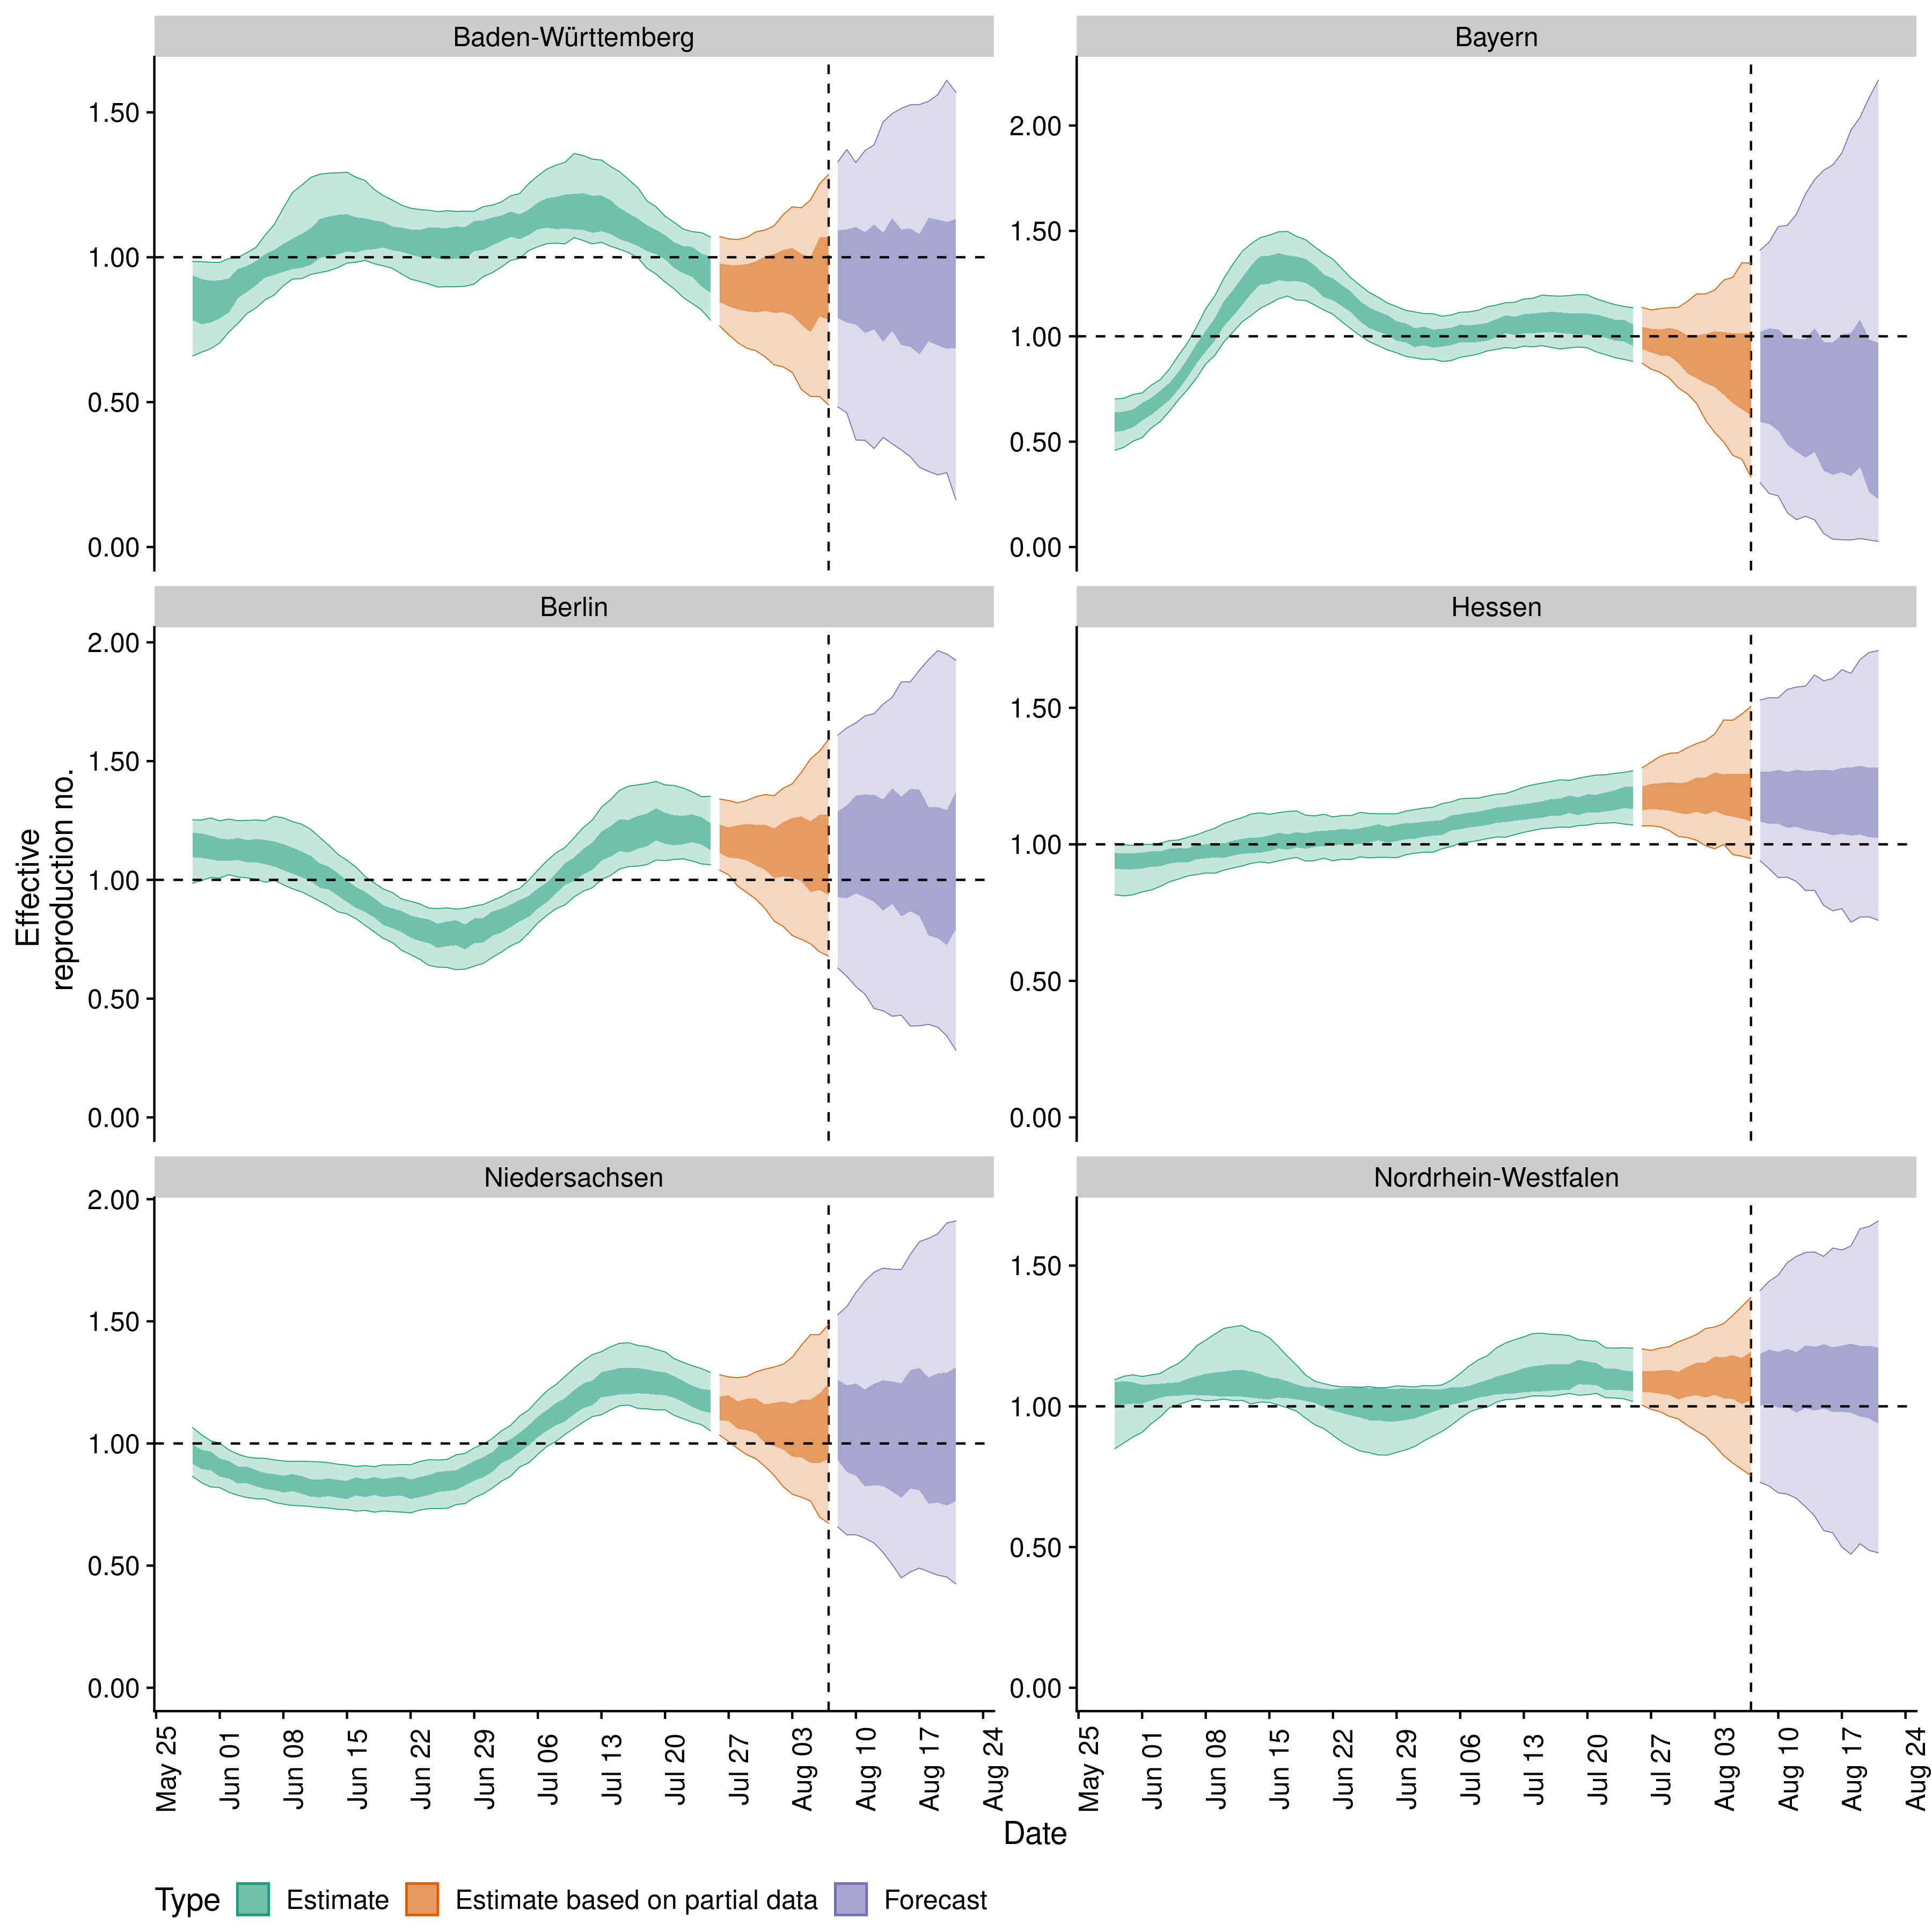 Baden-Württemberg
Bayern
1.50
1.00
0.50
0.00
2.00
1.50
1.00
0.50
0.00
Berlin
Hessen
2.00
1.50
1.00
0.50
0.00
1.50
1.00
0.50
0.00
Effective
reproduction no.
Niedersachsen
Nordrhein-Westfalen
2.00
1.50
1.00
0.50
0.00
1.50
1.00
0.50
0.00
May 25
Jun 01
Jun 08
Jun 15
Jun 22
Jun 29
Jul 06
Jul 13
Jul 20
Jul 27
Aug 03
Aug 10
Aug 17
Aug 24
May 25
Jun 01
Jun 08
Jun 15
Jun 22
Jun 29
Jul 06
Jul 13
Jul 20
Jul 27
Aug 03
Aug 10
Aug 17
Aug 24
Date
Type Estimate Estimate based on partial data Forecast